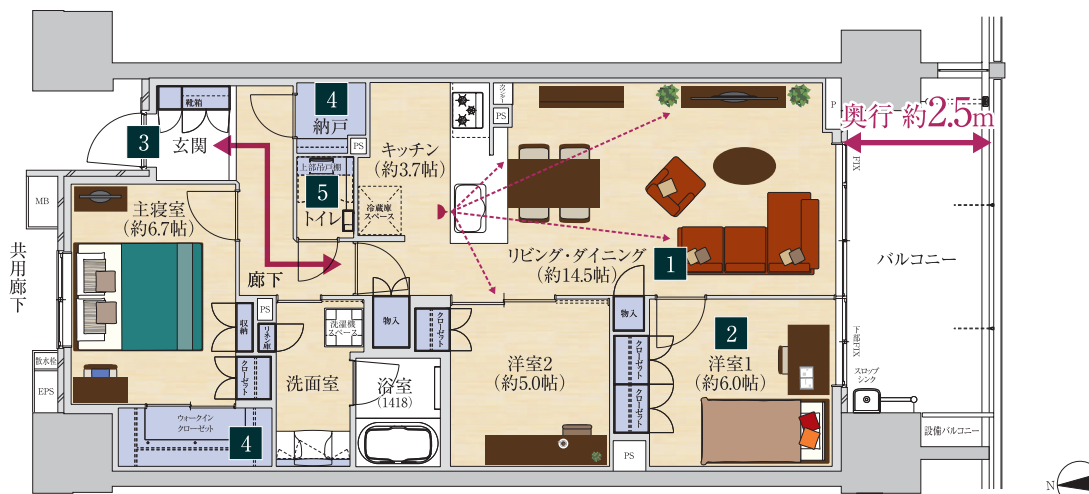 靴箱
3
玄関
4
納戸
PS
上部吊戸棚
5
トイレ
キッチン
(約3.7帖)
冷蔵庫
スペース
PS
P
奥行 約2.5m
FIX
MB
主寝室
(約6.7帖)
共用廊下
廊下
リビング・ダイニング
(約14.5帖)
1
バルコニー
PS
収納
リネン庫
洗濯機
スペース
物入
クローゼット
物入
2
洋室1
(約6.0帖)
下部FIX
散水栓
EPS
クローゼット
洗面室
浴室
(1418)
洋室2
(約5.0帖)
クローゼット
クローゼット
スロップ
シンク
ウォークイン
クローゼット
4
PS
設備バルコニー
N